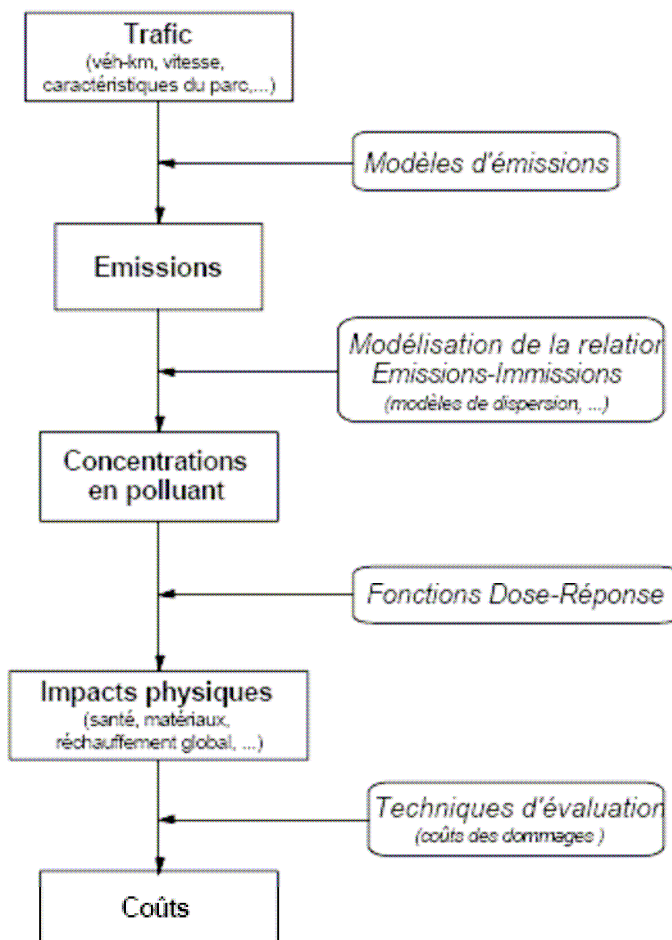 Trafic
(véh-km, vitesse,
caractéristiques du parc,...)
Modèles d'émissions
Emissions
Modélisation de la relation
Emissions-Immissions
(modèles de dispersion, ...)
Concentrations
en polluant
Fonctions Dose-Réponse
Impacts physiques
(santé, matériaux,
réchauffement global, ...)
Techniques d'évaluation
(coûts des dommages )
Coûts